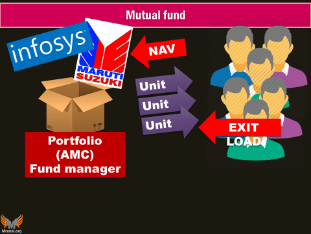 Mutual fund
infosys
MARUTI
SUZUKI
NAV
Unit
Unit
Unit
EXIT
LOAD
Portfolio
(AMC)
Fund manager